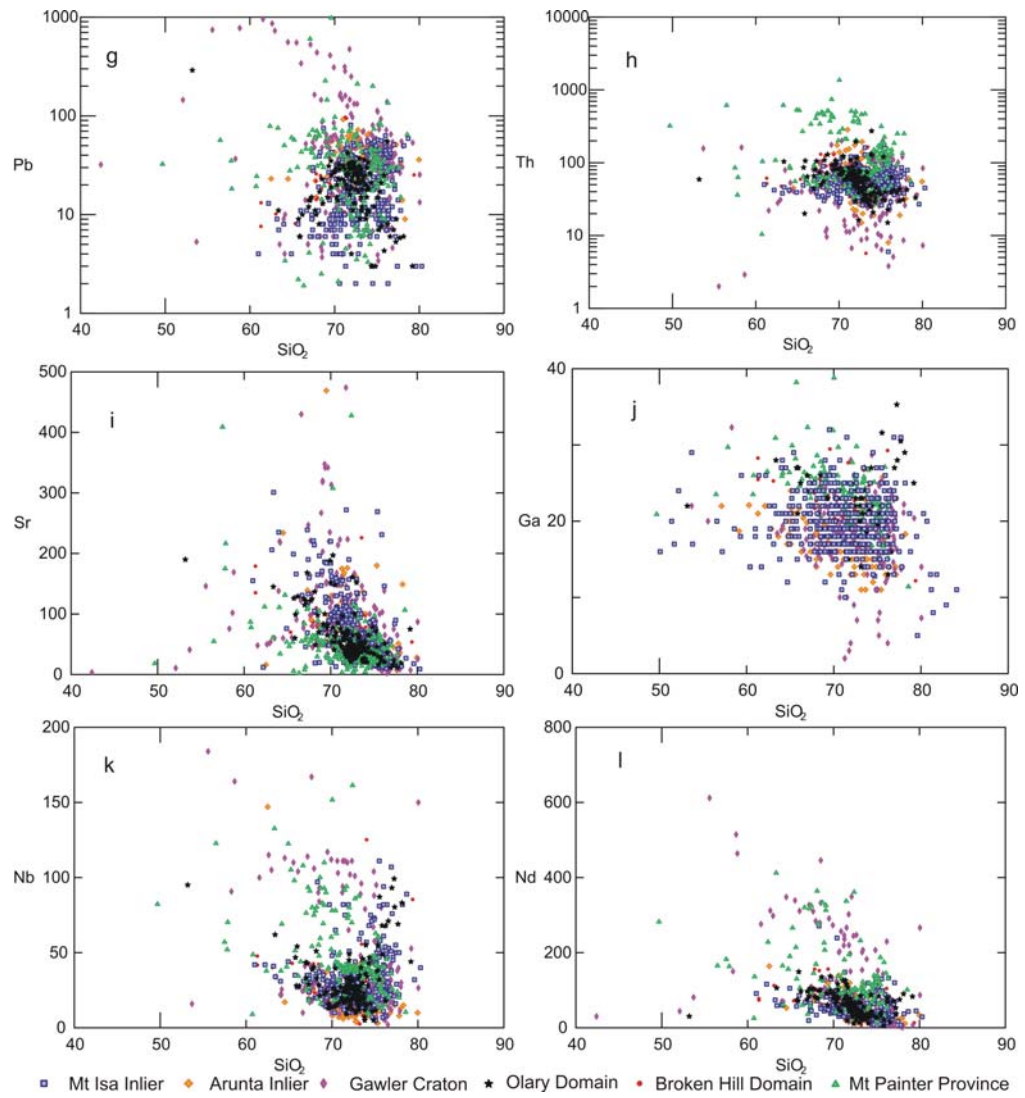 g
1000
100
10
1
Pb
40 50 60 70 80 90
SiO₂
h
10000
1000
100
10
1
Th
40 50 60 70 80 90
SiO₂
i
500
400
300
200
100
0
Sr
40 50 60 70 80 90
SiO₂
j
40
20
0
Ga
40 50 60 70 80 90
SiO₂
k
200
150
100
50
0
Nb
40 50 60 70 80 90
SiO₂
l
800
600
400
200
0
Nd
40 50 60 70 80 90
SiO₂
Mt Isa Inlier Arunta Inlier Gawler Craton Olary Domain Broken Hill Domain Mt Painter Province